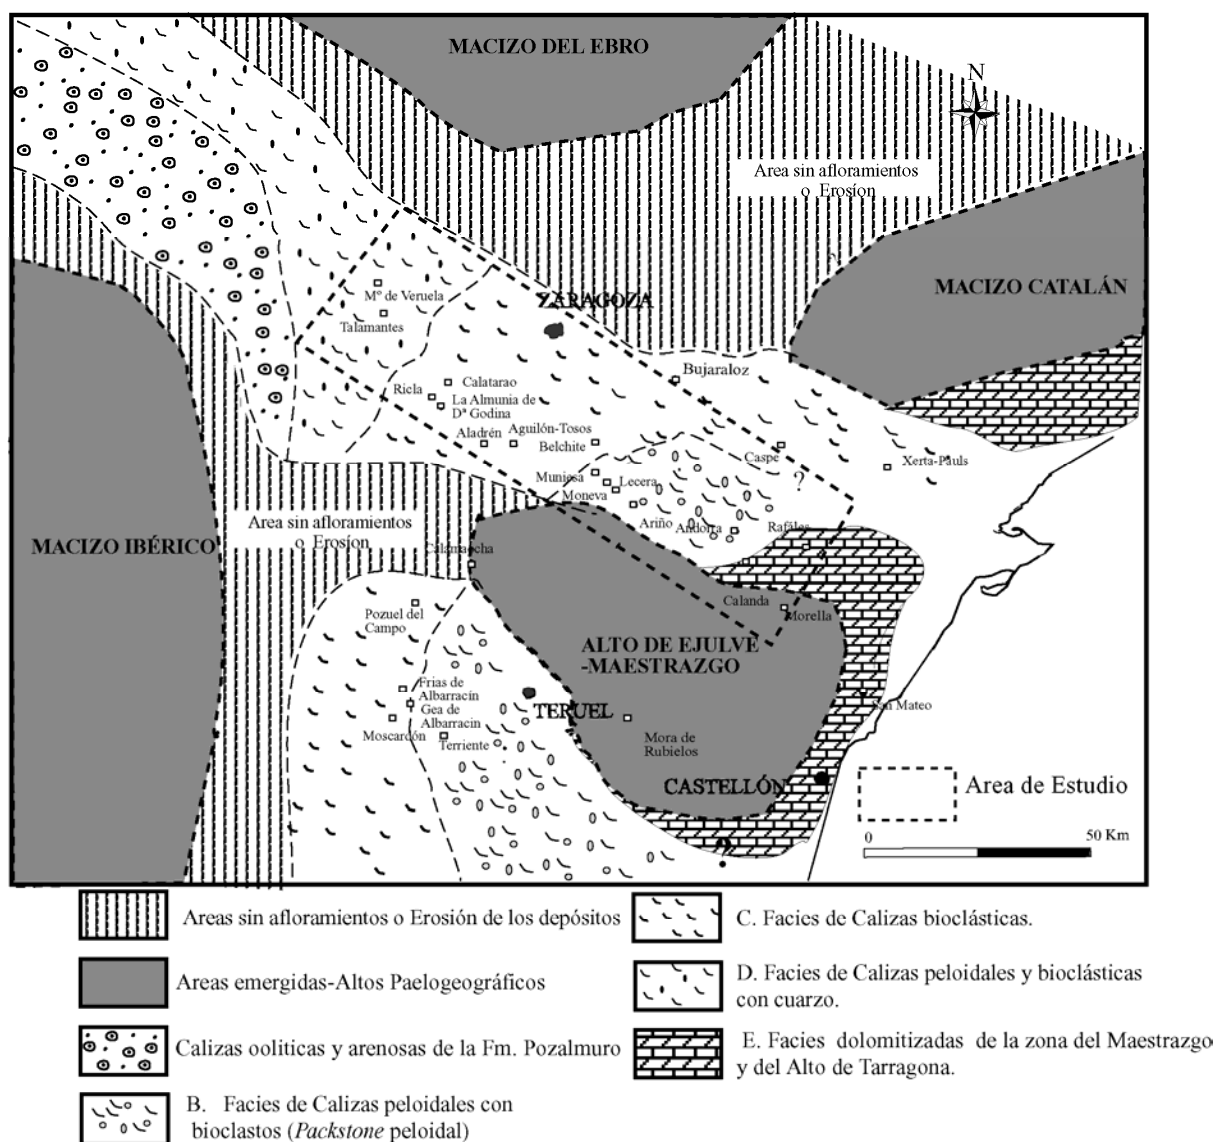 MACIZO DEL EBRO
N
Area sin afloramientos
o Erosíon
MACIZO CATALÁN
Mº de Veruela
ZARAGOZA
Talamantes
Bujaraloz
Calatarao
Ricla
La Almunia de
Dª Godina
Aguilón-Tosos
Aladrén
Belchite
Caspe
Xerta-Pauls
Muniesa
Lecera
?
Moneva
Ariño
Andorra
Rafáles
Area sin afloramientos
o Erosíon
MACIZO IBÉRICO
Calamaocha
Calanda
Morella
Pozuel del
Campo
ALTO DE EJULVE
-MAESTRAZGO
Frias de
Albarracín
Gea de
Albarracin
TERUEL
San Mateo
Moscardón
Terriente
Mora de
Rubielos
CASTELLÓN
Area de Estudio
0
50 Km
?
Areas sin afloramientos o Erosión de los depósitos
C. Facies de Calizas bioclásticas.
Areas emergidas-Altos Paelogeográficos
D. Facies de Calizas peloidales y bioclásticas
con cuarzo.
Calizas ooliticas y arenosas de la Fm. Pozalmuro
E. Facies dolomitizadas de la zona del Maestrazgo
y del Alto de Tarragona.
B. Facies de Calizas peloidales con
bioclastos (Packstone peloidal)